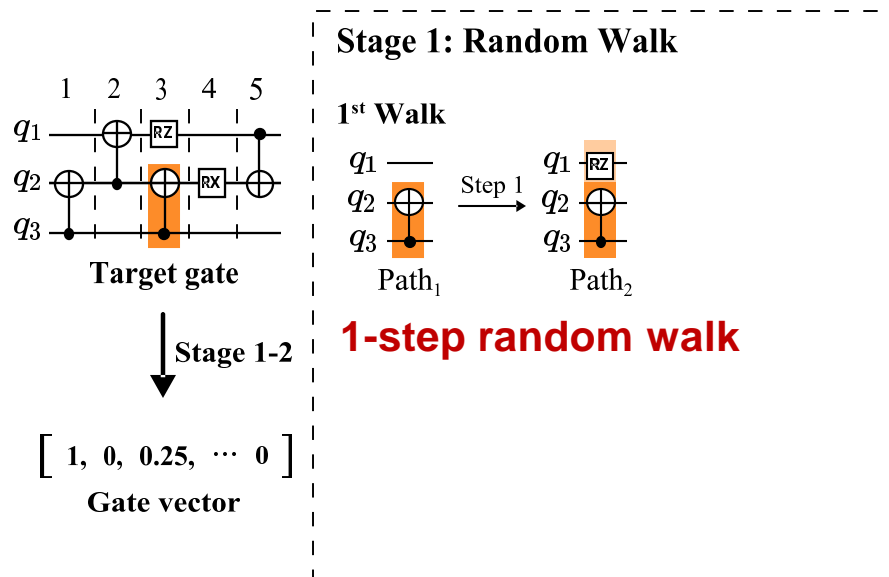 Stage 1: Random Walk
1 2 3 4 5
q1 RZ
q2 RX
q3
Target gate
Stage 1-2
[ 1, 0, 0.25, ⋯ 0 ]
Gate vector
1st Walk
q1
q2
q3
Path1
Step 1
q1 RZ
q2
q3
Path2
1-step random walk